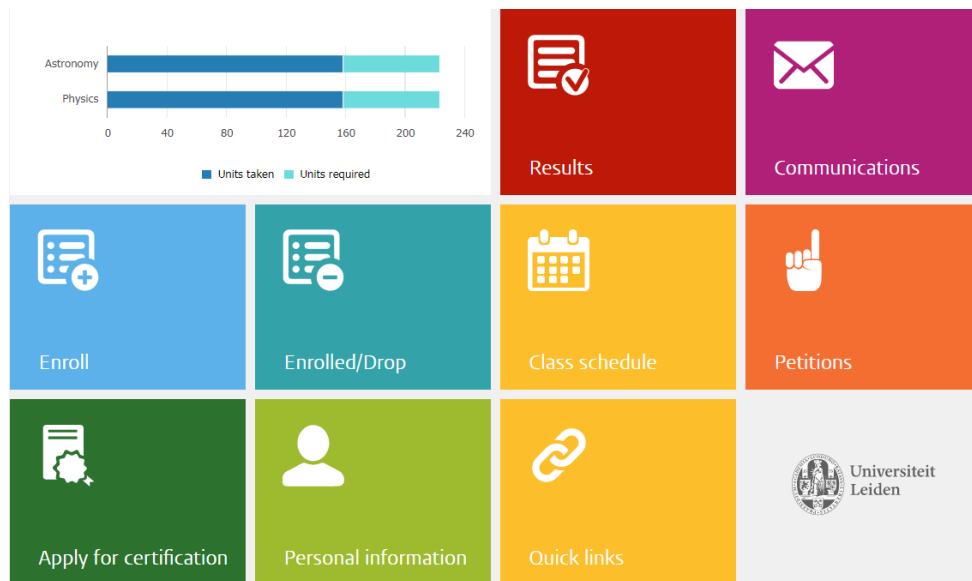 Astronomy
Physics
0 40 80 120 160 200 240
Units taken Units required
Results
Communications
Enroll
Enrolled/Drop
Class schedule
Petitions
Apply for certification
Personal information
Quick links
Universiteit
Leiden